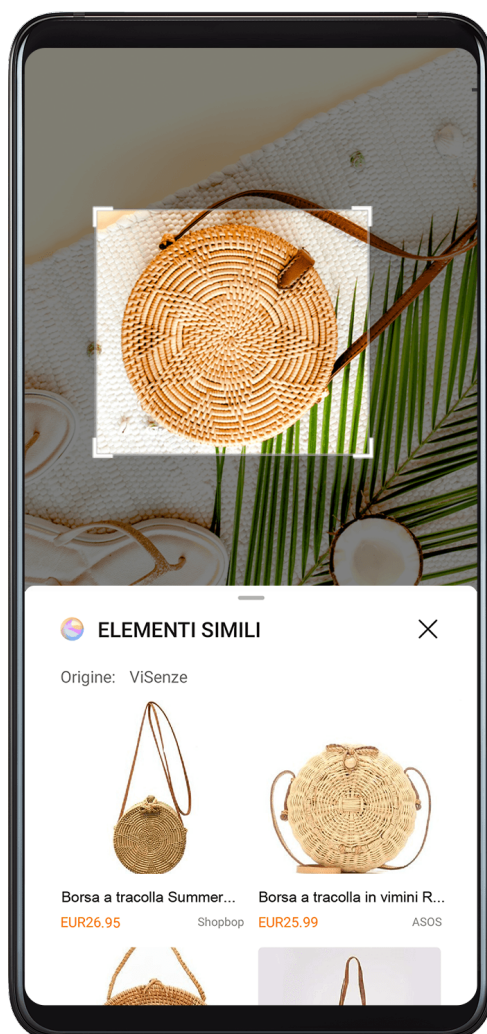 ELEMENTI SIMILI
Origine: ViSenze
Borsa a tracolla Summer...
Borsa a tracolla in vimini R...
EUR26.95 Shopbop
EUR25.99 ASOS